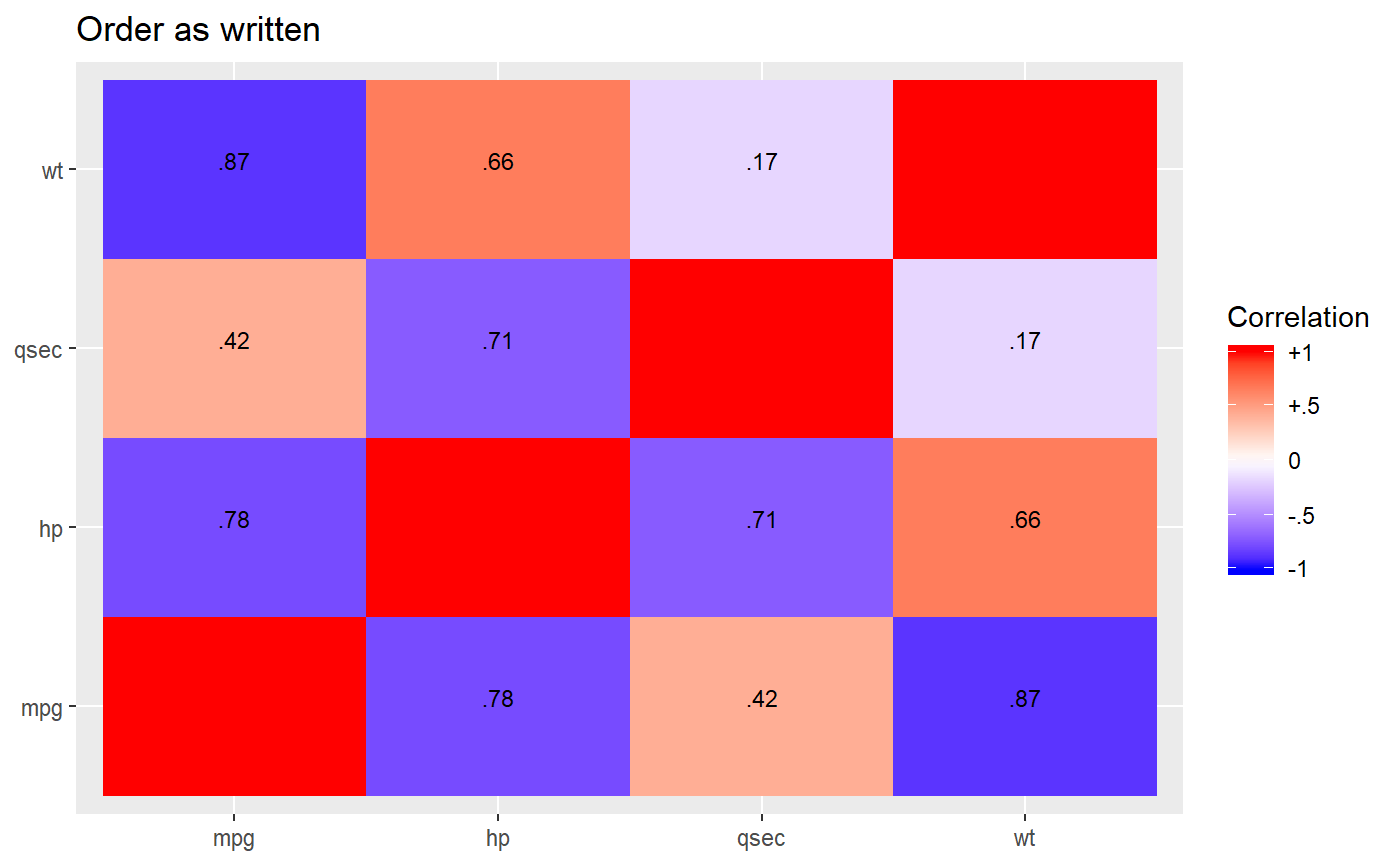 Order as written
wt
.87
.66
.17
qsec
.42
.71
.17
hp
.78
.71
.66
mpg
.78
.42
.87
mpg
hp
qsec
wt
Correlation
+1
+.5
0
-.5
-1